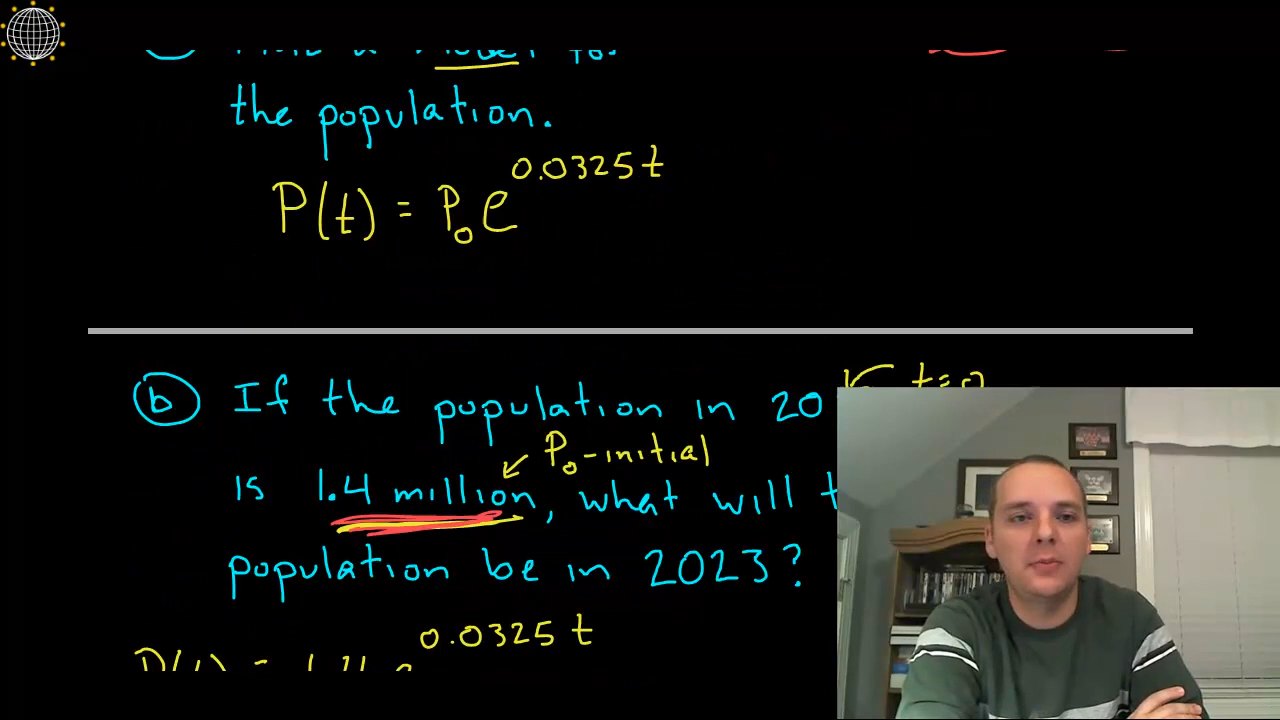 the population.
P(t) = P₀e^0.0325t
t=0
b If the population in 20
P₀-initial
is 1.4 million, what will
population be in 2023?
0.0325 t